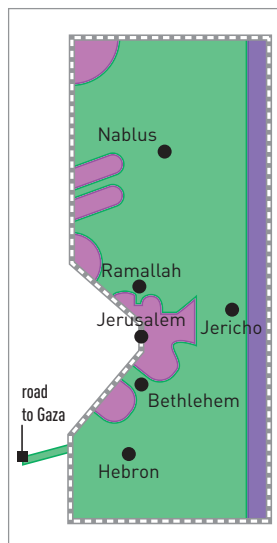 Nablus
Ramallah
Jerusalem
Jericho
road
to Gaza
Bethlehem
Hebron